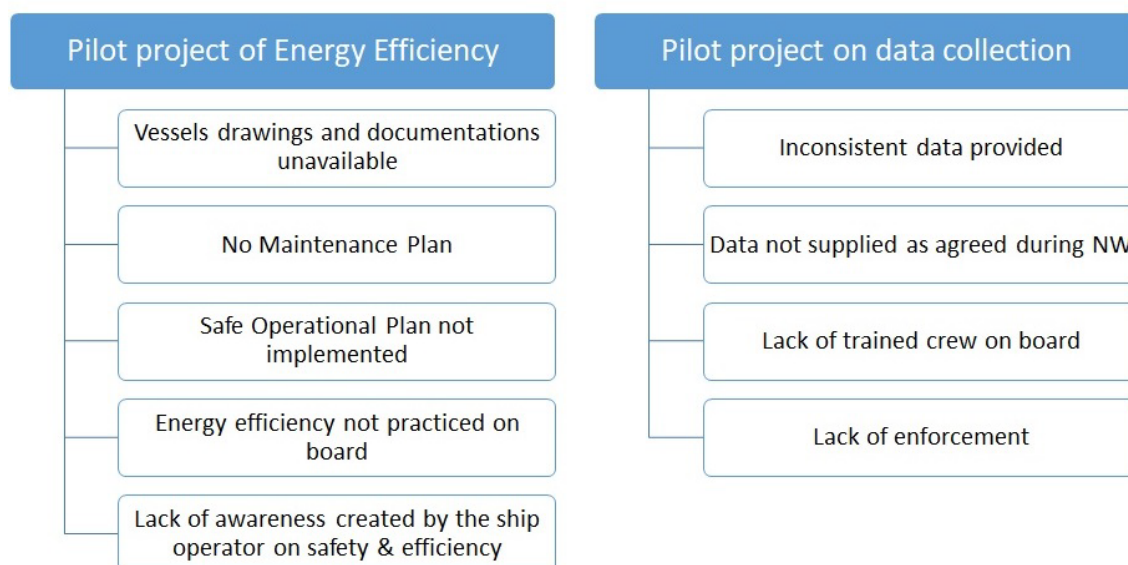 Pilot project of Energy Efficiency
Vessels drawings and documentations
unavailable
No Maintenance Plan
Safe Operational Plan not
implemented
Energy efficiency not practiced on
board
Lack of awareness created by the ship
operator on safety & efficiency
Pilot project on data collection
Inconsistent data provided
Data not supplied as agreed during NW
Lack of trained crew on board
Lack of enforcement